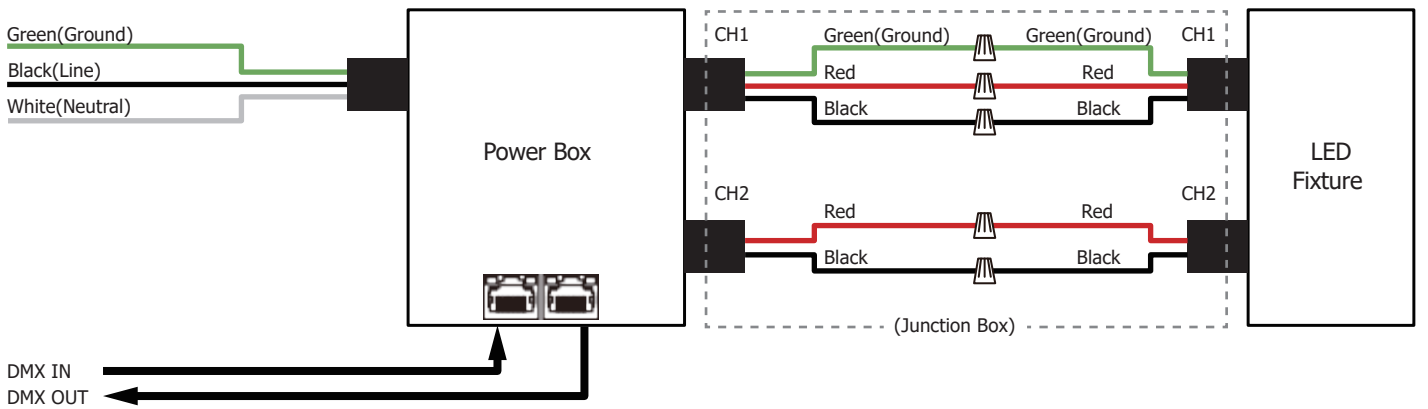 Green(Ground)
Black(Line)
White(Neutral)
Power Box
CH1
Green(Ground)
Green(Ground)
CH1
Red
Red
Black
Black
CH2
CH2
Red
Red
Black
Black
(Junction Box)
LED
Fixture
DMX IN
DMX OUT